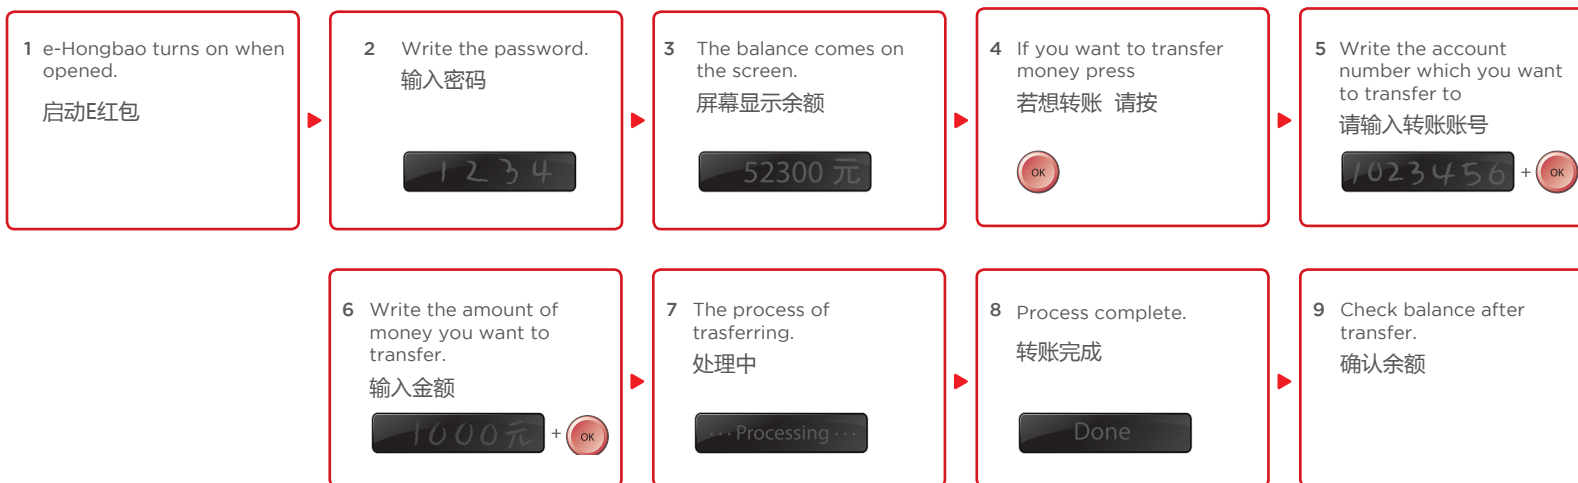 1 e-Hongbao turns on when
opened.
启动E红包
2 Write the password.
输入密码
1234
3 The balance comes on
the screen.
屏幕显示余额
52300 元
4 If you want to transfer
money press
若想转账 请按
OK
5 Write the account
number which you want
to transfer to
请输入转账账号
1023456 + OK
6 Write the amount of
money you want to
transfer.
输入金额
1000元 + OK
7 The process of
trasferring.
处理中
··· Processing ···
8 Process complete.
转账完成
Done
9 Check balance after
transfer.
确认余额